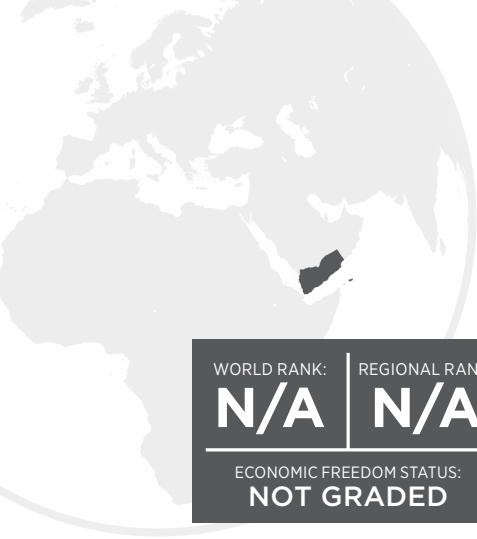 WORLD RANK:
N/A
REGIONAL RAN
N/A
ECONOMIC FREEDOM STATUS:
NOT GRADED